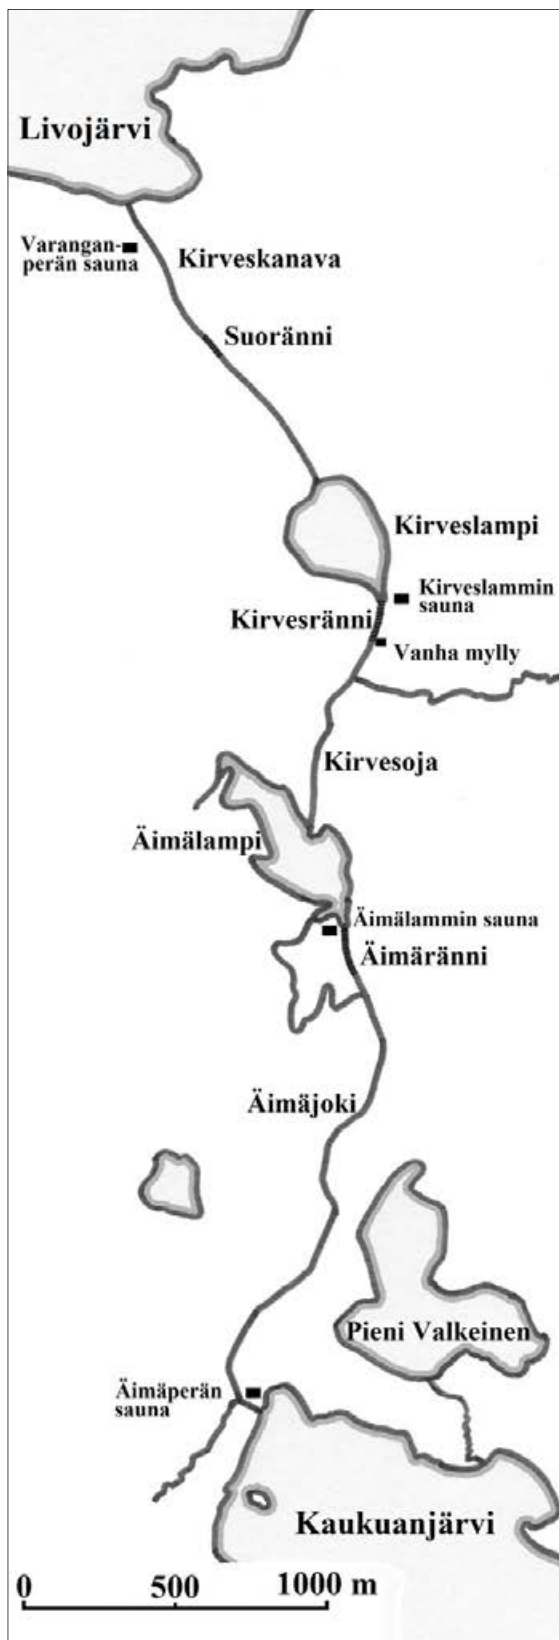 Livojärvi
Varangan-
perän sauna
Kirveskanava
Suoränni
Kirveslampi
Kirveslammin
sauna
Kirvesränni
Vanha mylly
Kirvesoja
Äimälampi
Äimälammin sauna
Äimäränni
Äimäjoki
Pieni Valkeinen
Äimäperän
sauna
Kaukuanjärvi
0 500 1000 m